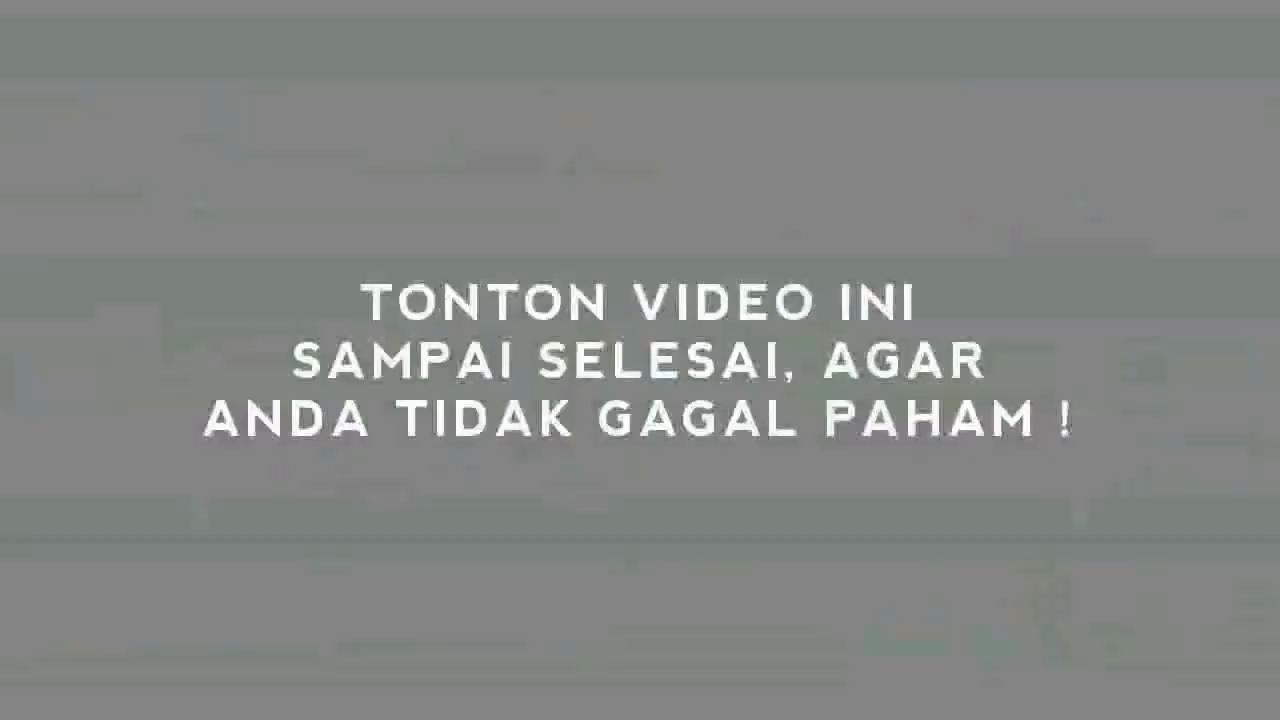 TONTON VIDEO INI
SAMPAI SELESAI, AGAR
ANDA TIDAK GAGAL PAHAM !